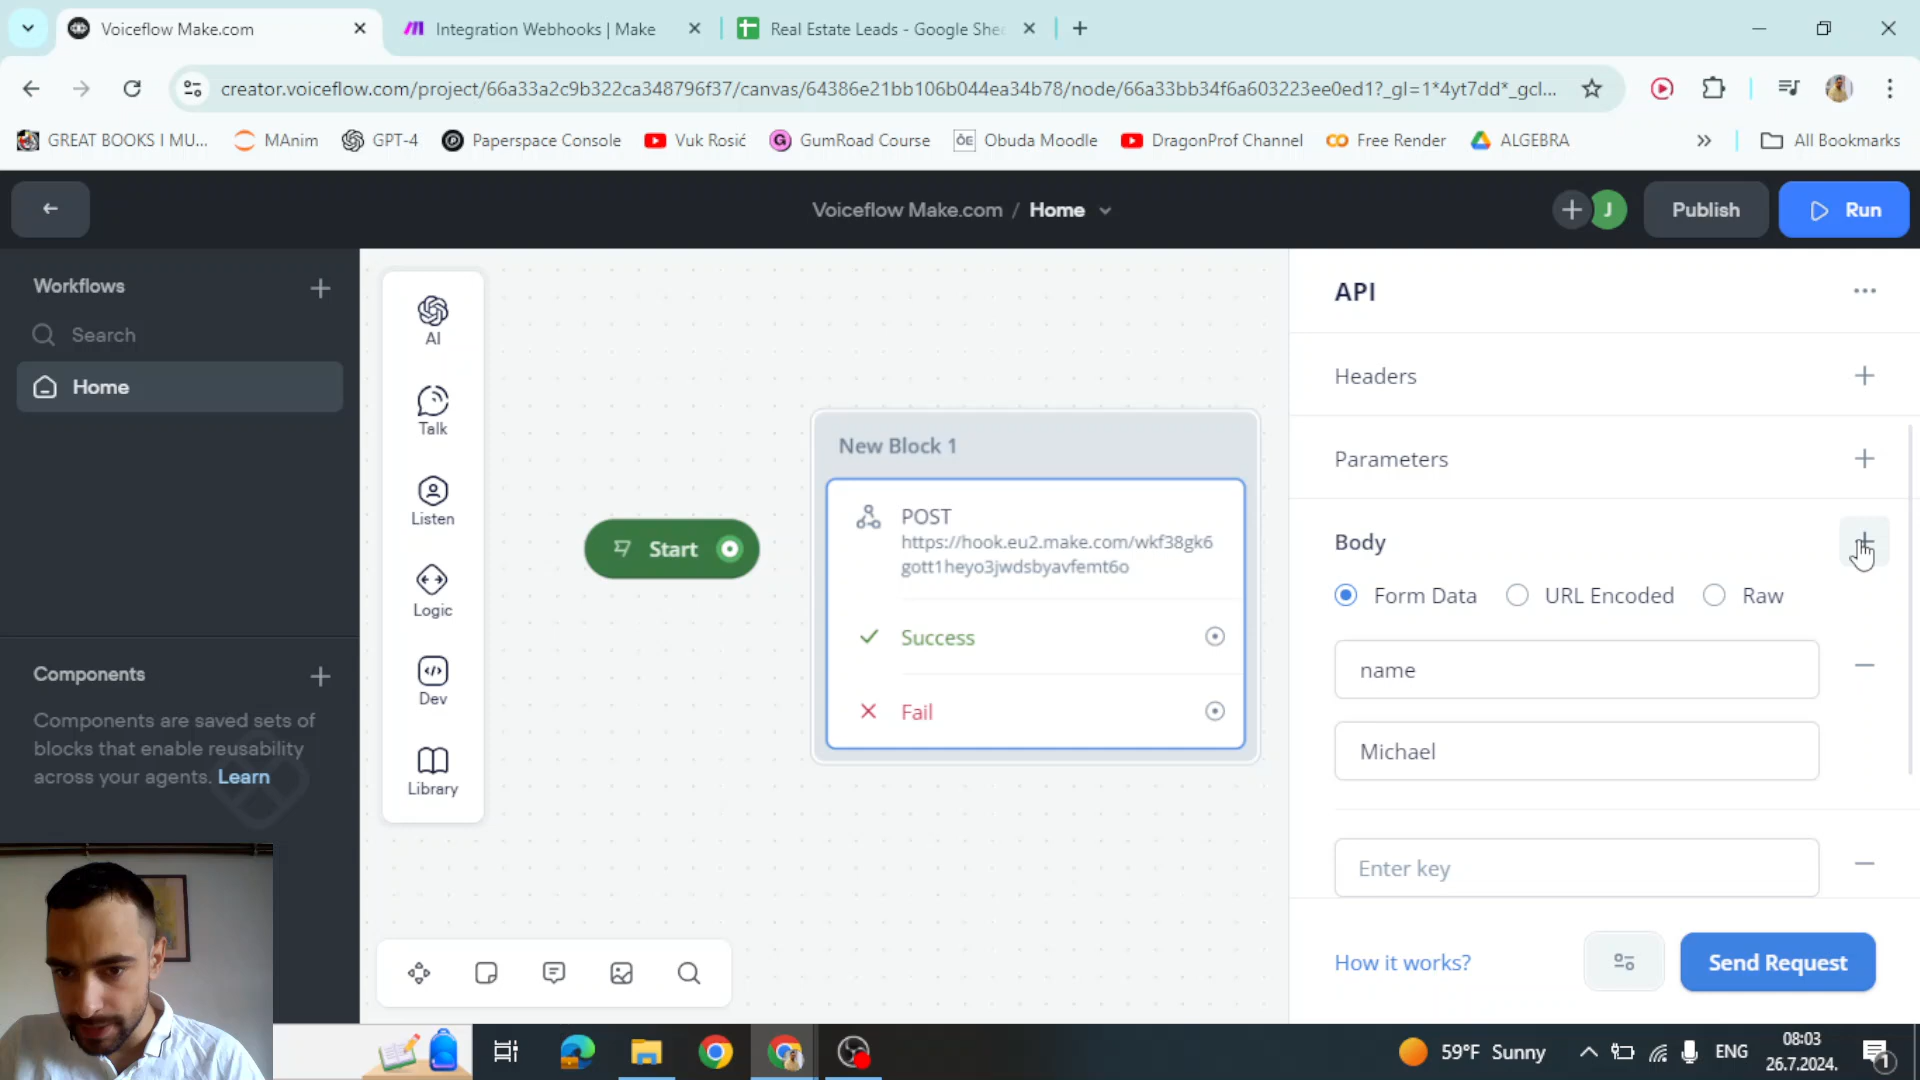 Voiceflow Make.com
Integration Webhooks | Make
Real Estate Leads - Google She
creator.voiceflow.com/project/66a33a2c9b322ca348796f37/canvas/64386e21bb106b044ea34b78/node/66a33bb34f6a603223ee0ed1?_gl=1*4yt7dd*_gcl...
GREAT BOOKS I MU...
MAnim
GPT-4
Paperspace Console
Vuk Rosić
GumRoad Course
Obuda Moodle
DragonProf Channel
Free Render
ALGEBRA
All Bookmarks
Voiceflow Make.com / Home
J
Publish
Run
Workflows
Search
Home
Components
Components are saved sets of
blocks that enable reusability
across your agents. Learn
AI
Talk
Listen
Logic
Dev
Library
Start
New Block 1
POST
https://hook.eu2.make.com/wkf38gk6
gott1heyo3jwdsbyavfemt6o
Success
Fail
API
Headers
Parameters
Body
Form Data
URL Encoded
Raw
name
Michael
Enter key
How it works?
Send Request
59°F Sunny
ENG
08:03
26.7.2024.
1